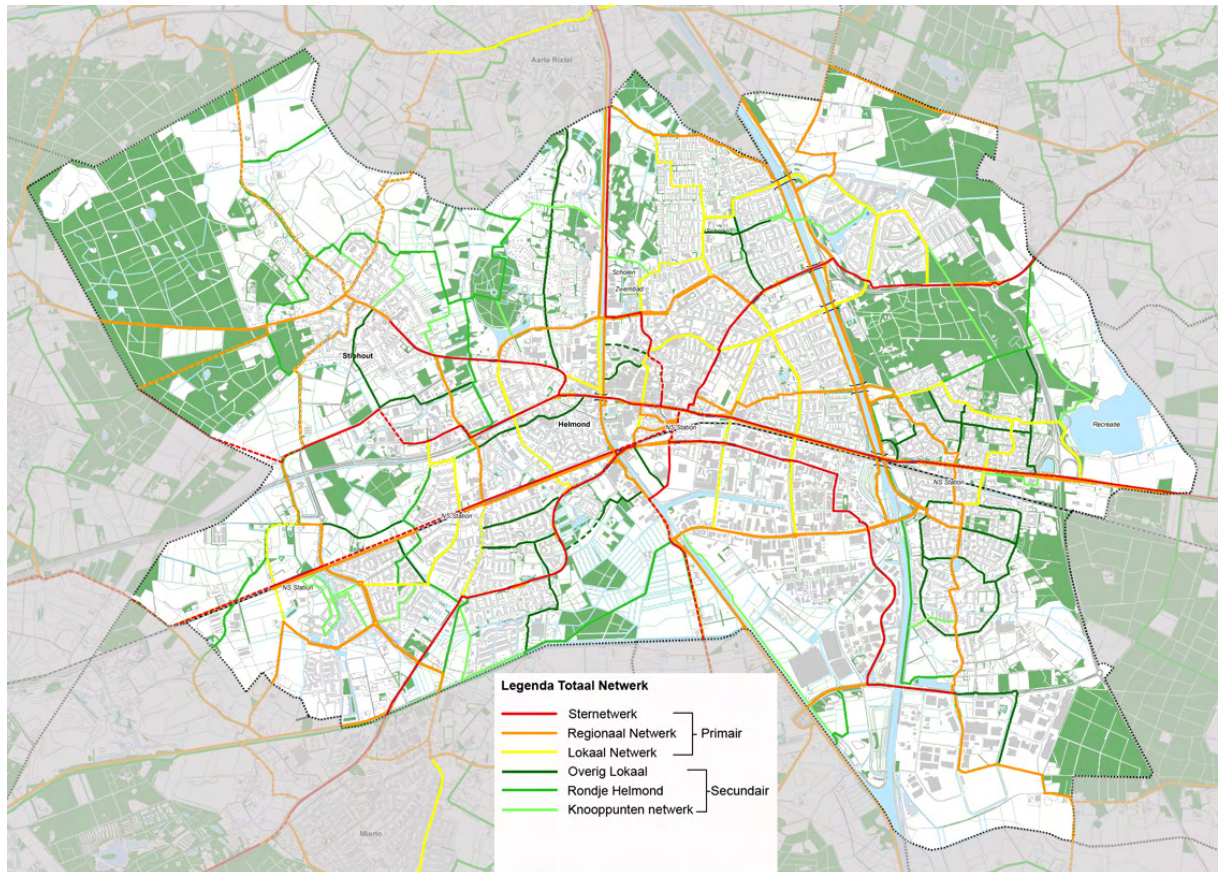 Aarle Rixtel
Scholen
Zwembad
Stiphout
Helmond
NS Station
Recreatie
NS Station
NS Station
NS Station
Mierlo
Legenda Totaal Netwerk
Sternetwerk
Regionaal Netwerk
Primair
Lokaal Netwerk
Overig Lokaal
Rondje Helmond
Secundair
Knooppunten netwerk